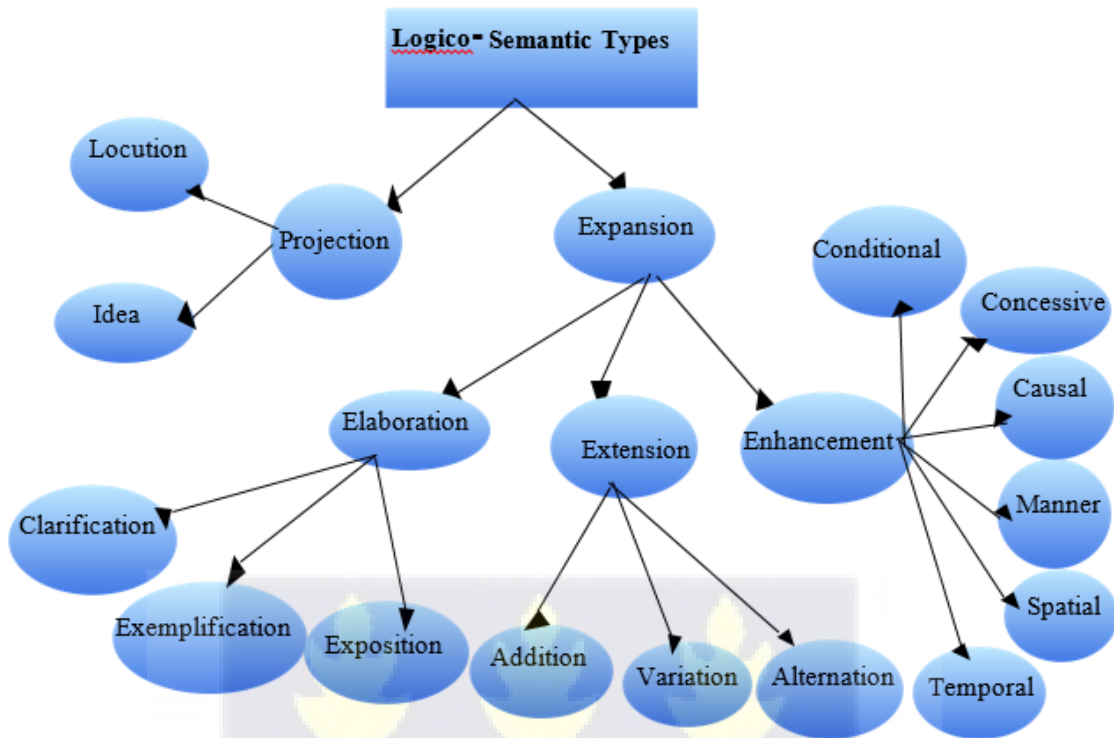 Logico- Semantic Types
Locution
Projection
Idea
Expansion
Conditional
Concessive
Causal
Elaboration
Extension
Enhancement
Manner
Clarification
Exemplification
Exposition
Addition
Variation
Alternation
Spatial
Temporal